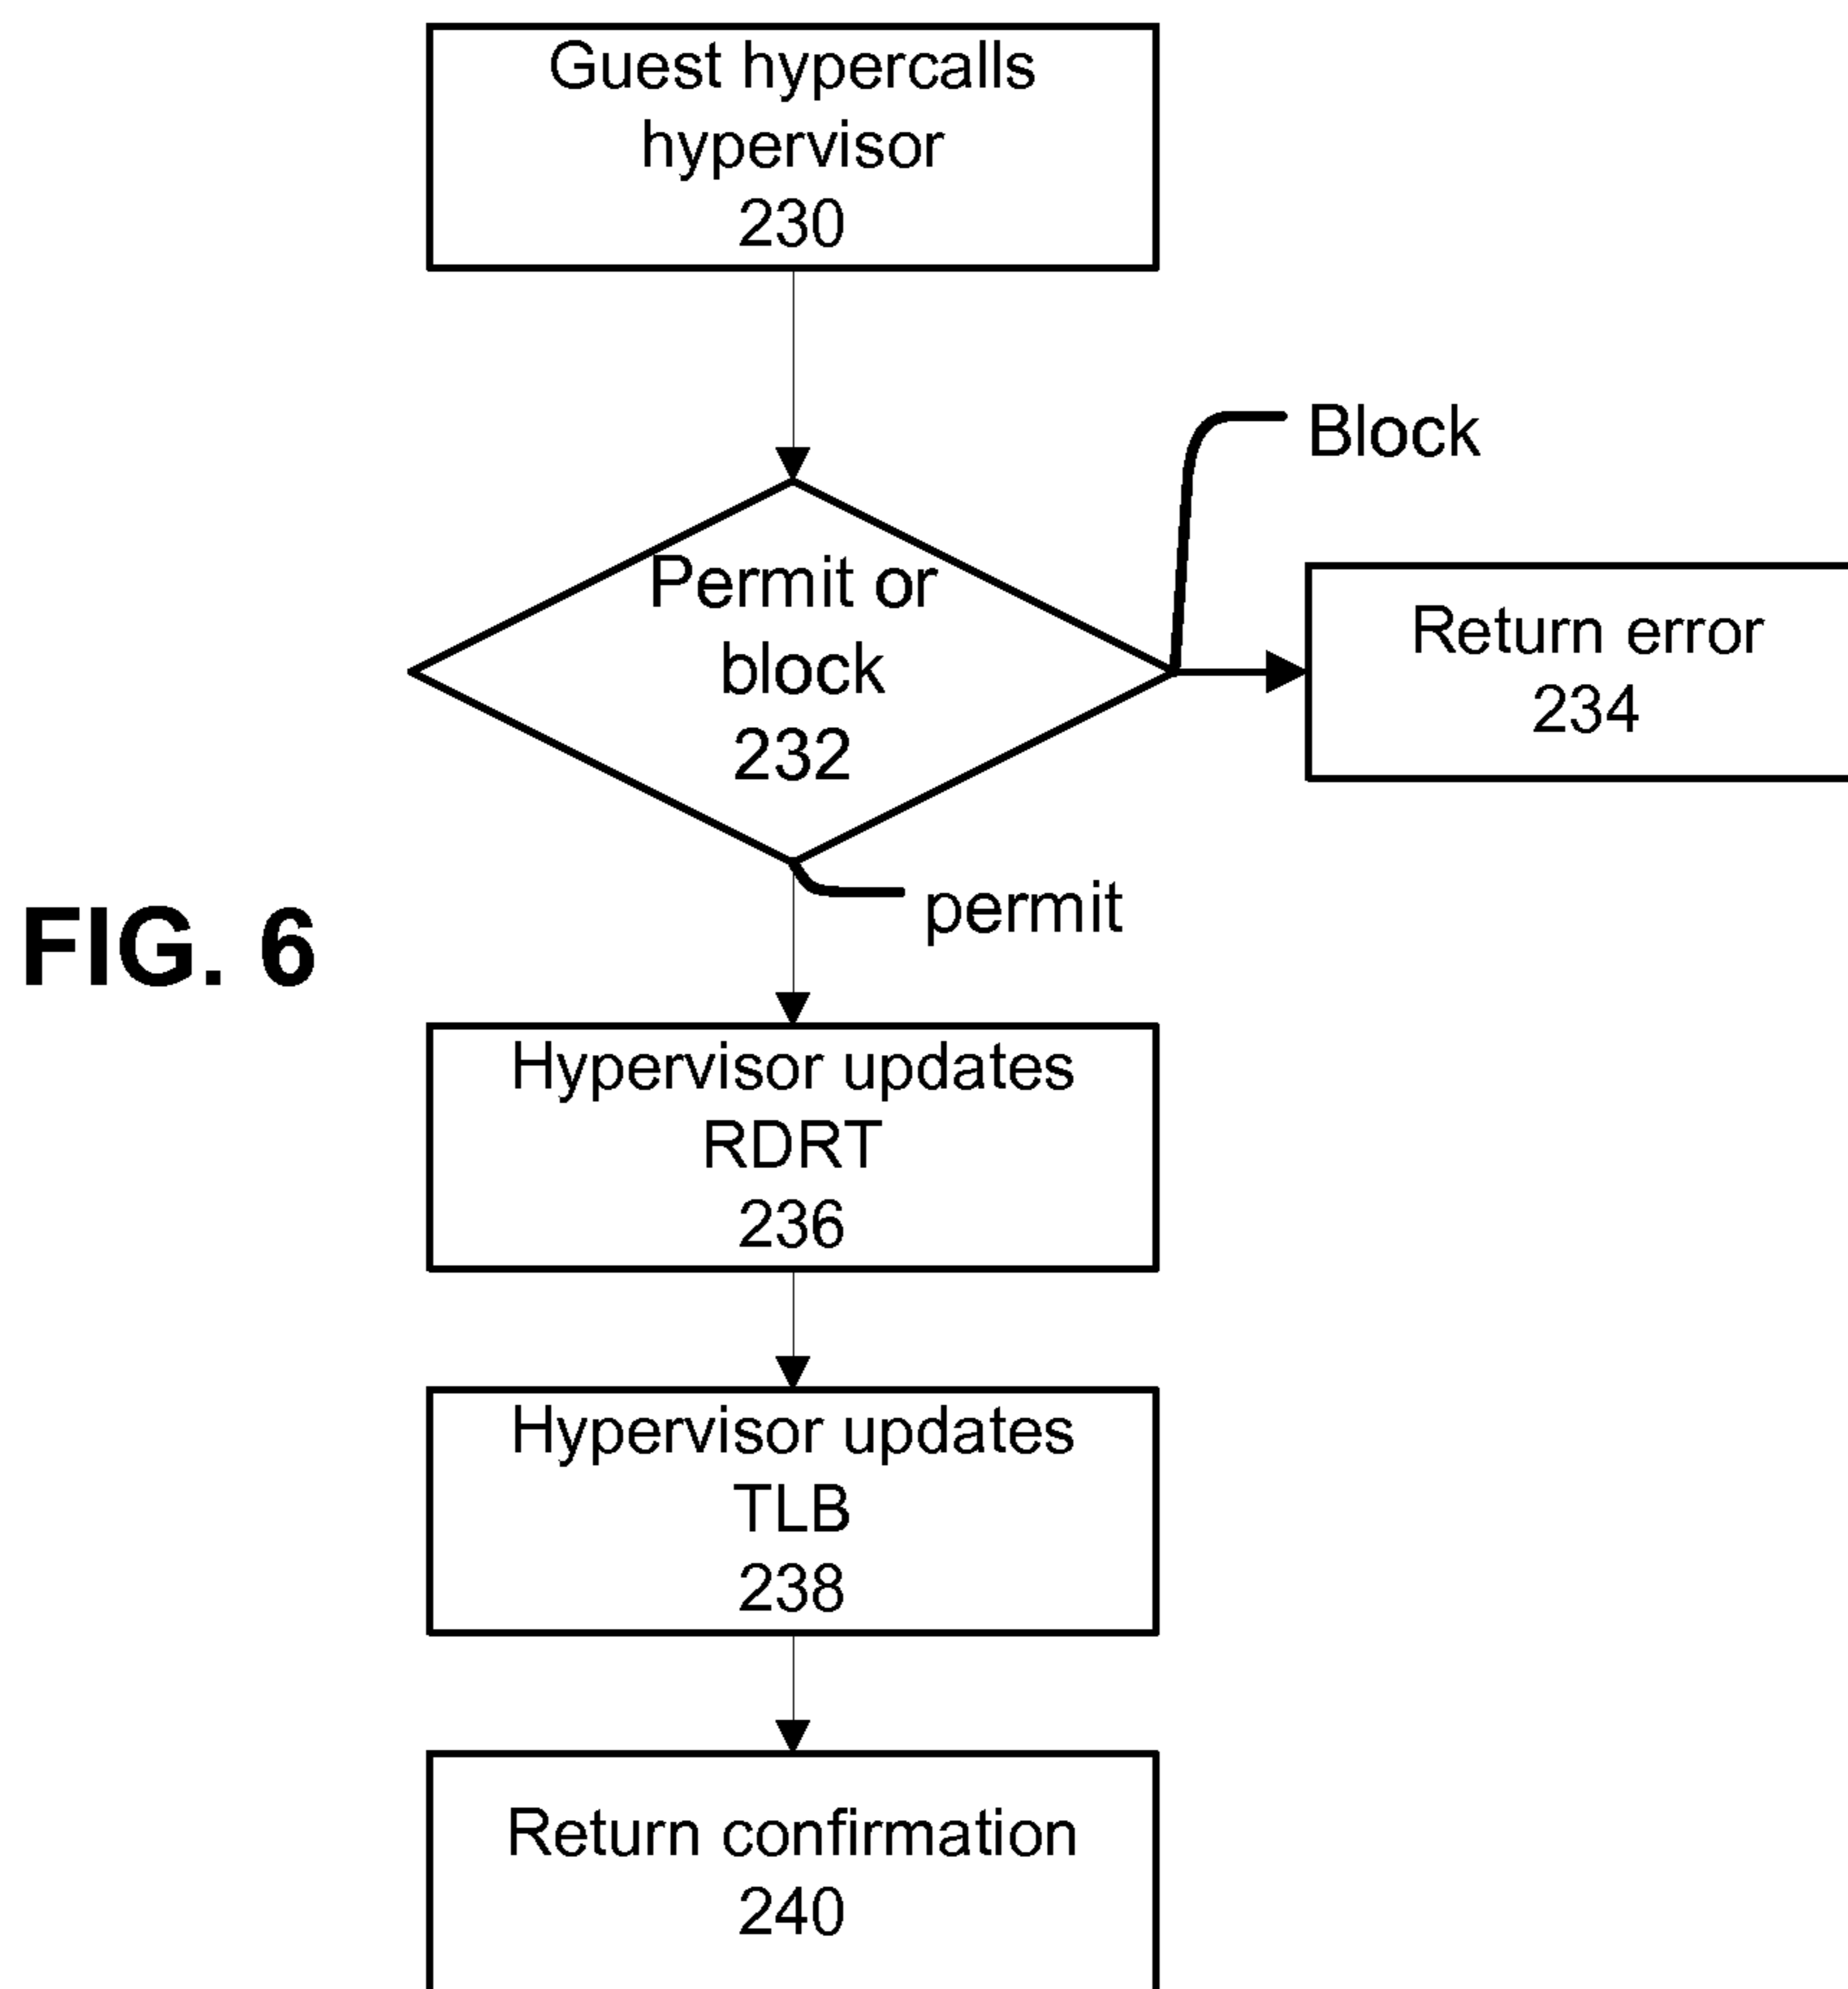 Guest hypercalls
hypervisor
230
Block
Permit or
block
232
Return error
234
permit
FIG. 6
Hypervisor updates
RDRT
236
Hypervisor updates
TLB
238
Return confirmation
240